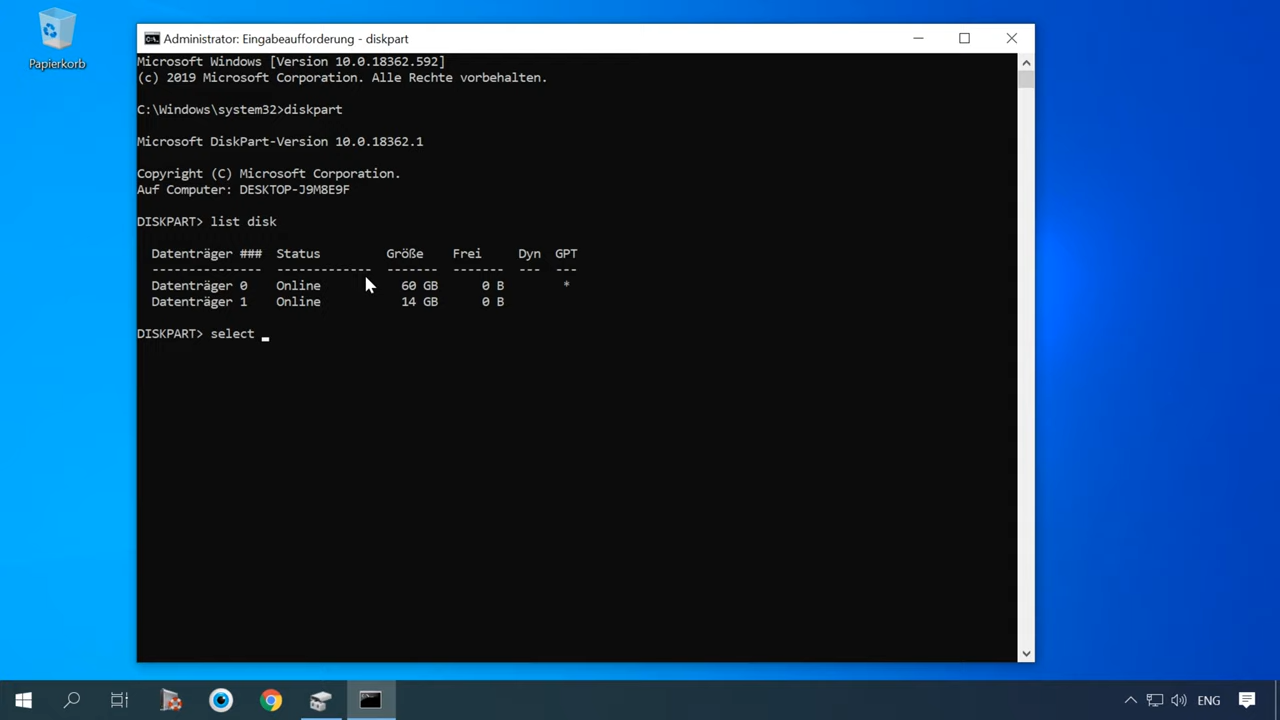 Papierkorb
Administrator: Eingabeaufforderung - diskpart
Microsoft Windows [Version 10.0.18362.592]
(c) 2019 Microsoft Corporation. Alle Rechte vorbehalten.
C:\Windows\system32>diskpart
Microsoft DiskPart-Version 10.0.18362.1
Copyright (C) Microsoft Corporation.
Auf Computer: DESKTOP-J9M8E9F
DISKPART> list disk
Datenträger ###  Status         Größe    Frei     Dyn  GPT
---------------  -------------  -------  -------  ---  ---
Datenträger 0    Online           60 GB      0 B        *
Datenträger 1    Online           14 GB      0 B
DISKPART> select _
ENG